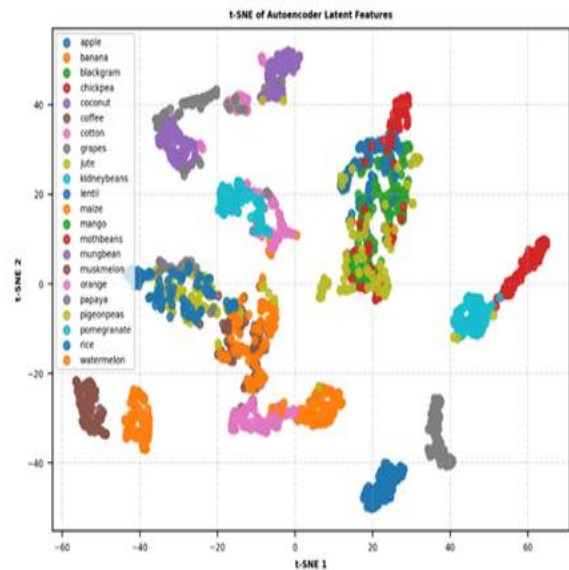 t-SNE of Autoencoder Latent Features
apple
banana
blackgram
chickpea
coconut
coffee
cotton
grapes
jute
kidneybeans
lentil
maize
mango
mothbeans
mungbean
muskmelon
orange
papaya
pigeonpeas
pomegranate
rice
watermelon
t-SNE 2
40
20
0
−20
−40
−60
−40
−20
0
20
40
60
t-SNE 1